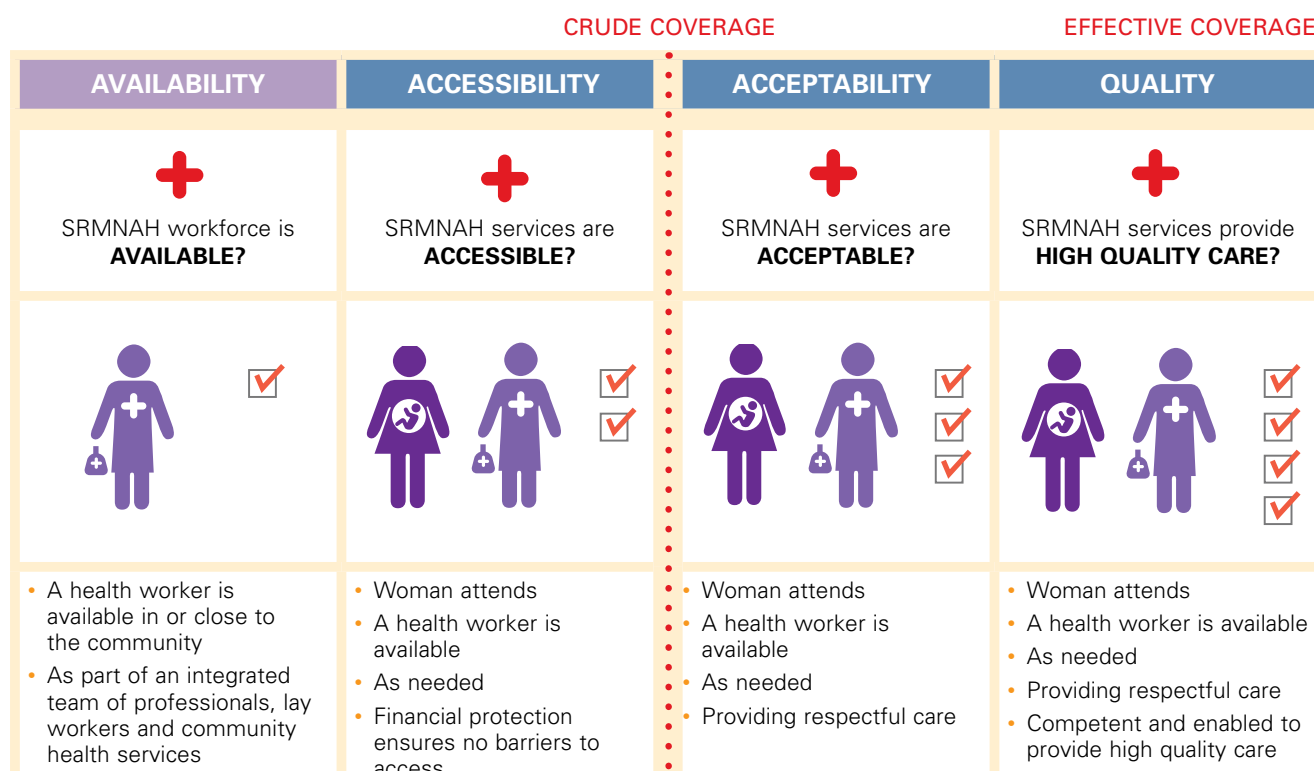 CRUDE COVERAGE
EFFECTIVE COVERAGE
AVAILABILITY
ACCESSIBILITY
ACCEPTABILITY
QUALITY
SRMNAH workforce is
AVAILABLE?
SRMNAH services are
ACCESSIBLE?
SRMNAH services are
ACCEPTABLE?
SRMNAH services provide
HIGH QUALITY CARE?
• A health worker is
available in or close to
the community
• As part of an integrated
team of professionals, lay
workers and community
health services
• Woman attends
• A health worker is
available
• As needed
• Financial protection
ensures no barriers to
access
• Woman attends
• A health worker is
available
• As needed
• Providing respectful care
• Woman attends
• A health worker is available
• As needed
• Providing respectful care
• Competent and enabled to
provide high quality care